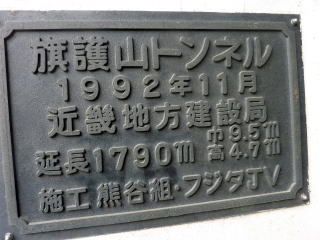 旗護山トンネル
1992年11月
近畿地方建設局
巾9.5m
延長1790m 高4.7m
施工 熊谷組・フジタJV